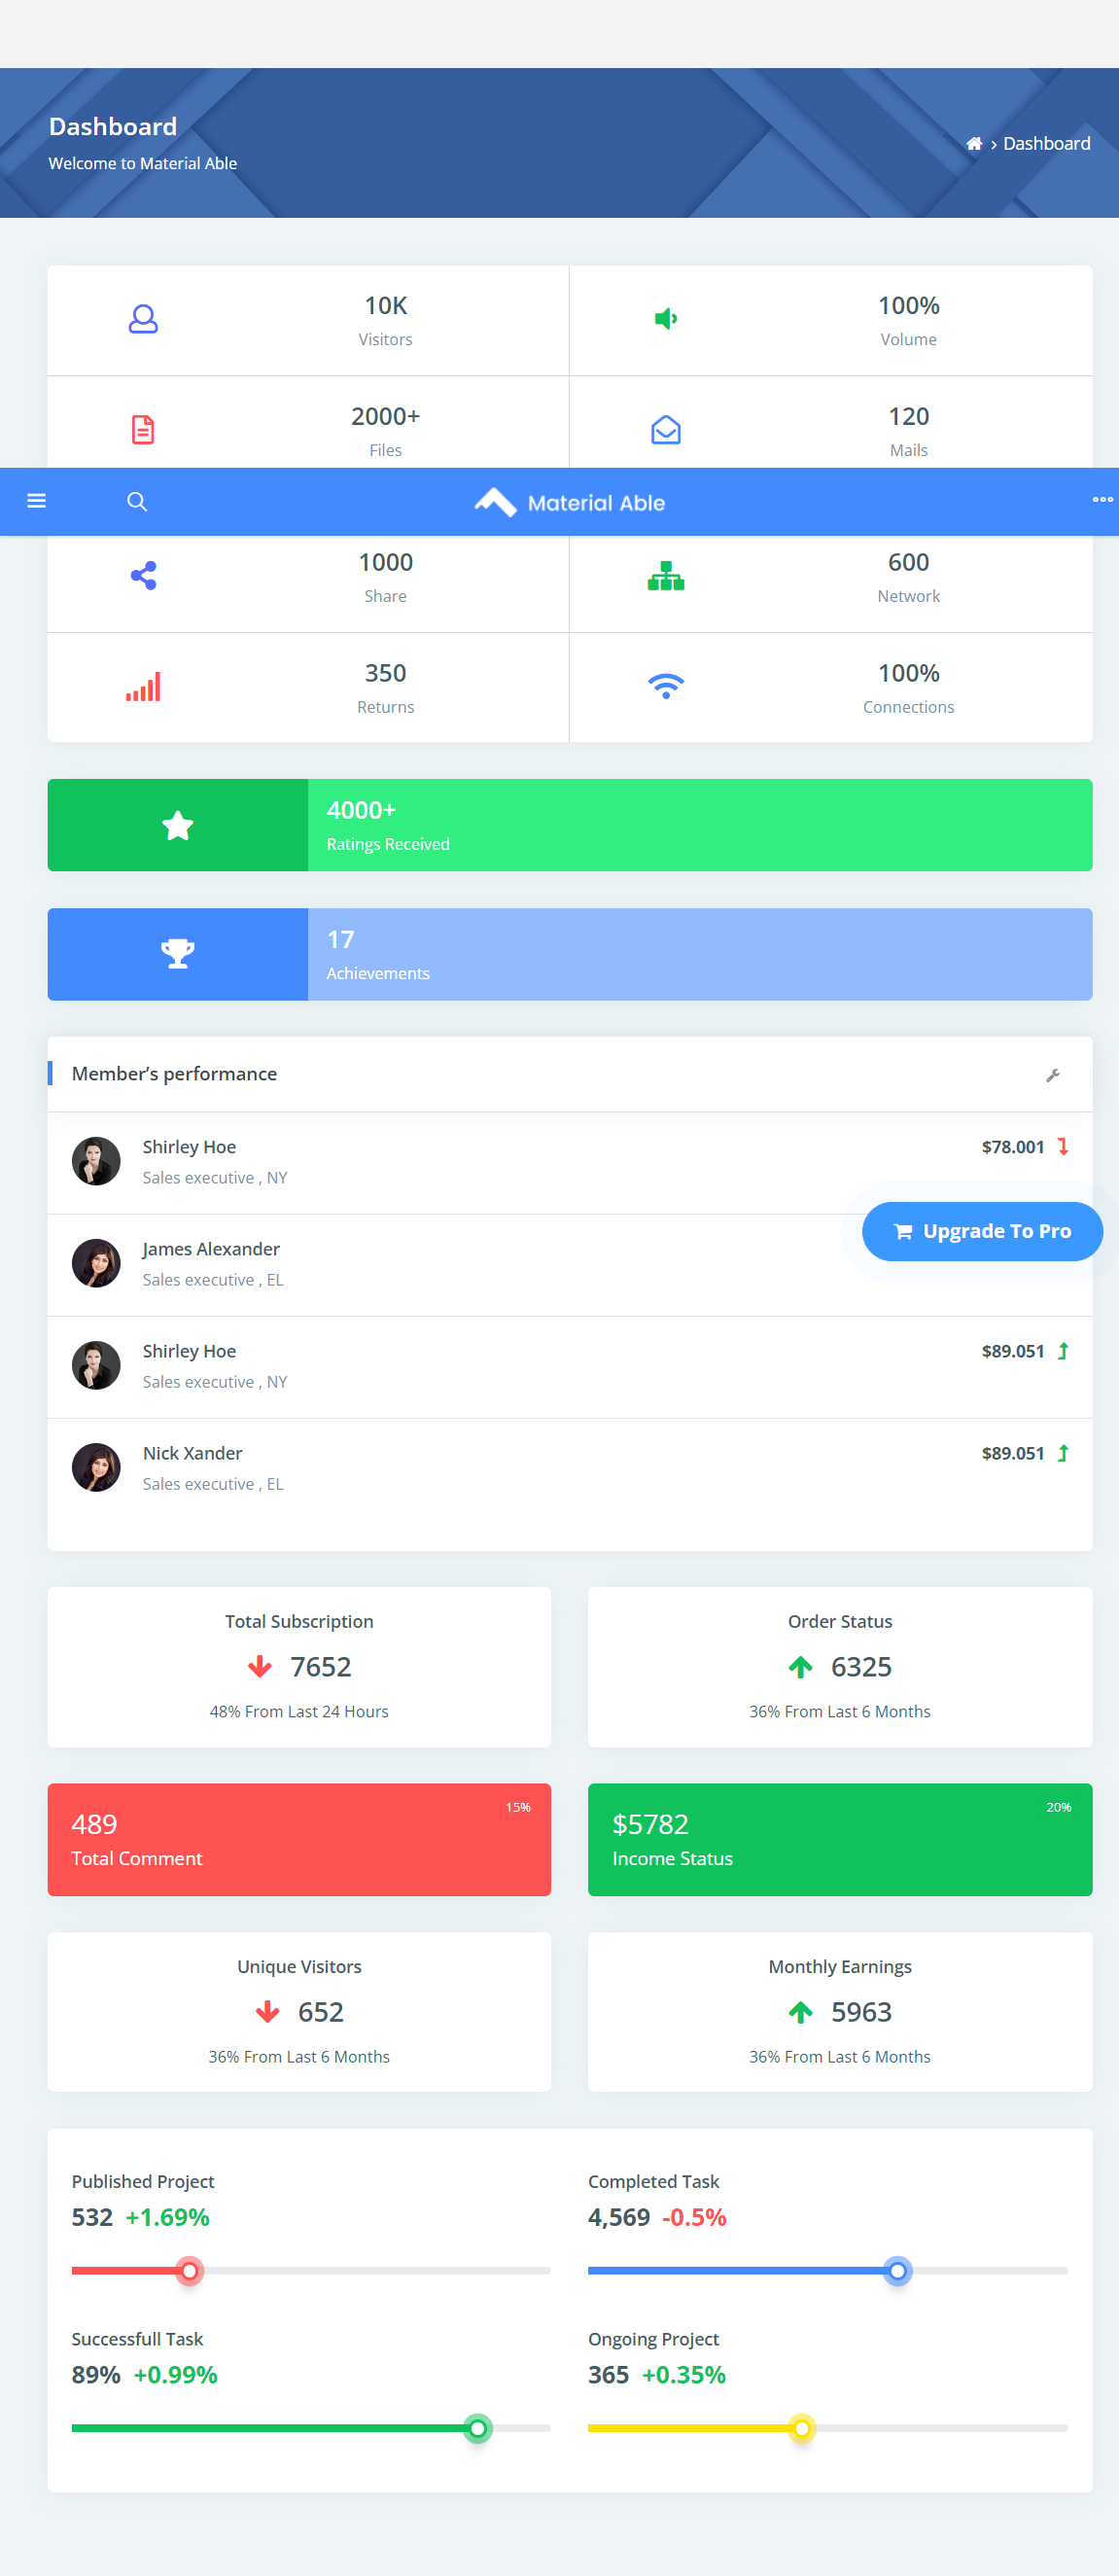 Dashboard
Welcome to Material Able
› Dashboard
10K
Visitors
100%
Volume
2000+
Files
120
Mails
Material Able
1000
Share
600
Network
350
Returns
100%
Connections
4000+
Ratings Received
17
Achievements
Member’s performance
Shirley Hoe
$78.001
Sales executive , NY
Upgrade To Pro
James Alexander
Sales executive , EL
Shirley Hoe
$89.051
Sales executive , NY
Nick Xander
$89.051
Sales executive , EL
Total Subscription
7652
48% From Last 24 Hours
Order Status
6325
36% From Last 6 Months
489
15%
Total Comment
$5782
20%
Income Status
Unique Visitors
652
36% From Last 6 Months
Monthly Earnings
5963
36% From Last 6 Months
Published Project
532 +1.69%
Completed Task
4,569 -0.5%
Successfull Task
89% +0.99%
Ongoing Project
365 +0.35%